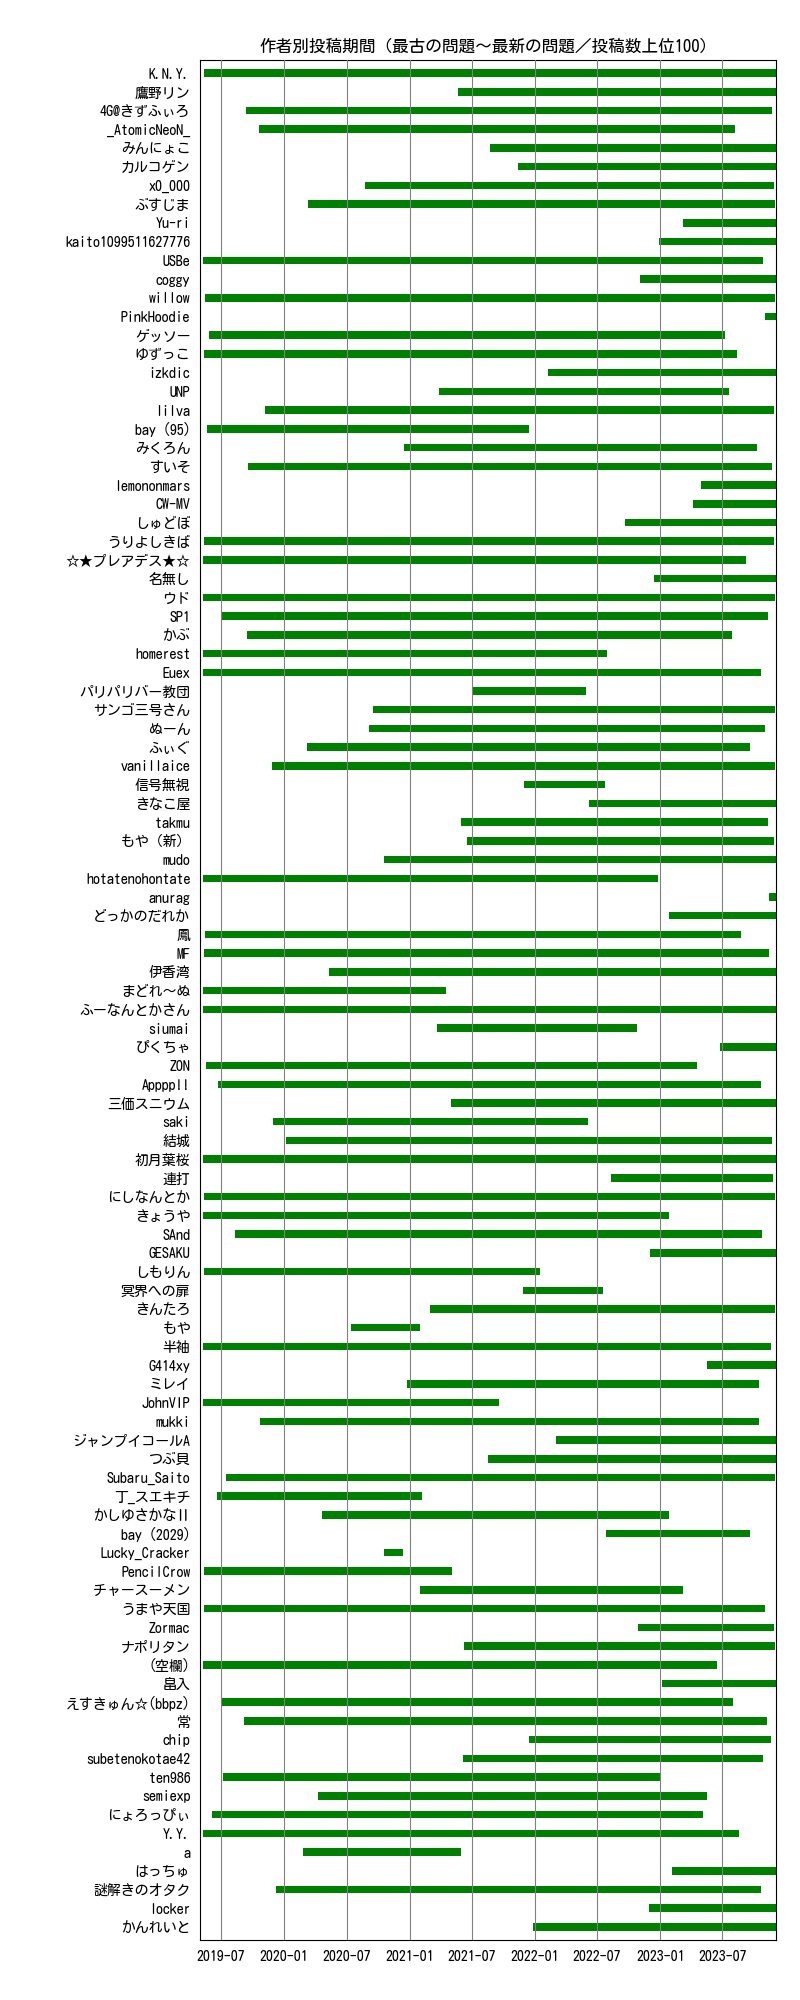 作者別投稿期間（最古の問題～最新の問題／投稿数上位100）
K.N.Y.
鷹野リン
4G@きずふぃろ
_AtomicNeoN_
みんにょこ
カルコゲン
x0_000
ぶすじま
Yu-ri
kaito1099511627776
USBe
coggy
willow
PinkHoodie
ゲッソー
ゆずっこ
izkdic
UNP
lilva
bay (95)
みくろん
すいそ
lemononmars
CW-MV
しゅどぼ
うりよしきば
☆★プレアデス★☆
名無し
ウド
SP1
かぶ
homerest
Euex
パリパリバー教団
サンゴ三号さん
ぬーん
ふぃぐ
vanillaice
信号無視
きなこ屋
takmu
もや（新）
mudo
hotatenohontate
anurag
どっかのだれか
鳳
MF
伊香湾
まどれ～ぬ
ふーなんとかさん
siumai
ぴくちゃ
ZON
Appppll
三価スニウム
saki
結城
初月葉桜
連打
にしなんとか
きょうや
SAnd
GESAKU
しもりん
冥界への扉
きんたろ
もや
半袖
G414xy
ミレイ
JohnVIP
mukki
ジャンプイコールA
つぶ貝
Subaru_Saito
丁_スエキチ
かしゆさかなII
bay (2029)
Lucky_Cracker
PencilCrow
チャースーメン
うまや天国
Zormac
ナポリタン
(空欄)
畠入
えすきゅん☆(bbpz)
常
chip
subetenokotae42
ten986
semiexp
にょろっぴぃ
Y.Y.
a
はっちゅ
謎解きのオタク
locker
かんれいと
2019-07 2020-01 2020-07 2021-01 2021-07 2022-01 2022-07 2023-01 2023-07